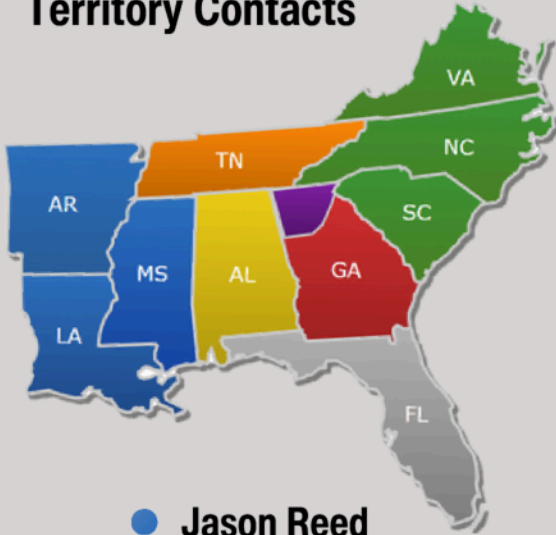 Territory Contacts
VA
NC
TN
AR
SC
MS
AL
GA
LA
FL
Jason Reed